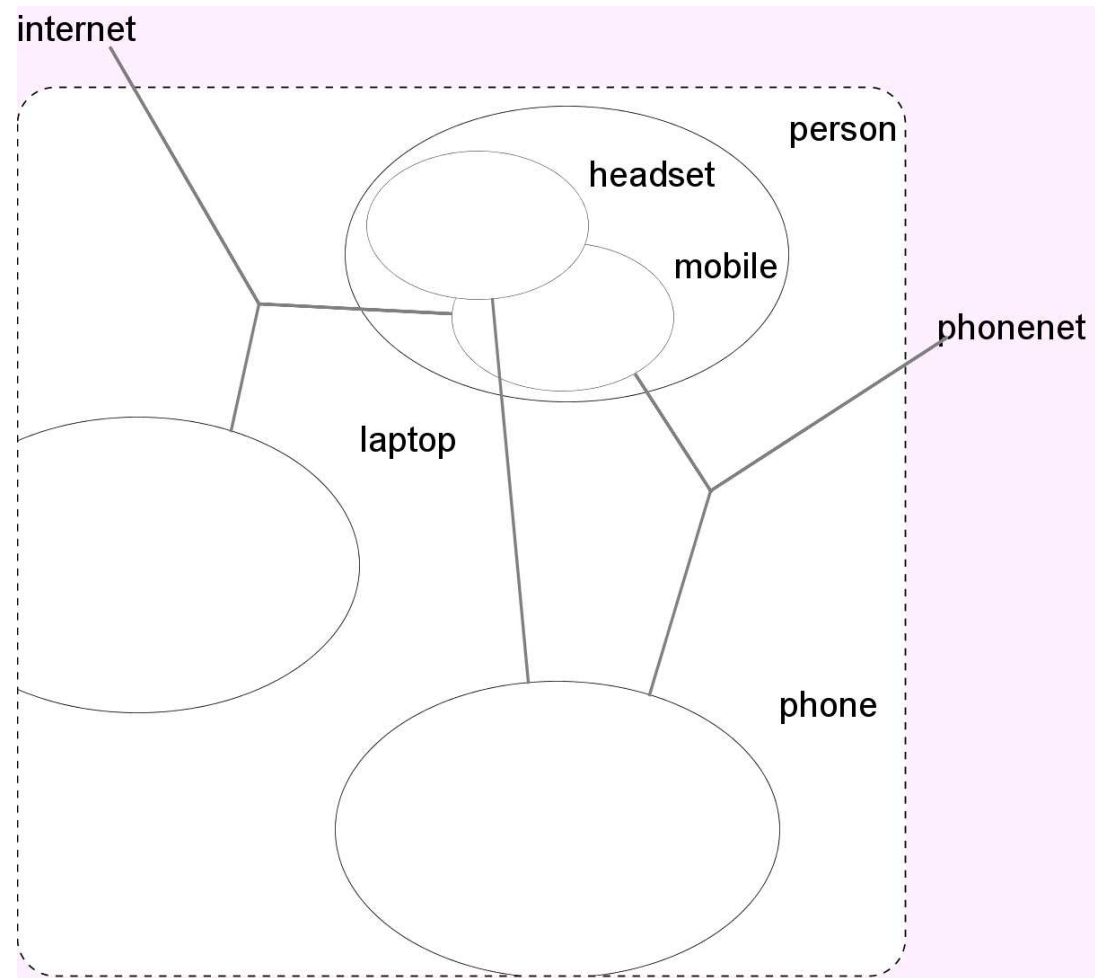 internet
person
headset
mobile
phonenet
laptop
phone